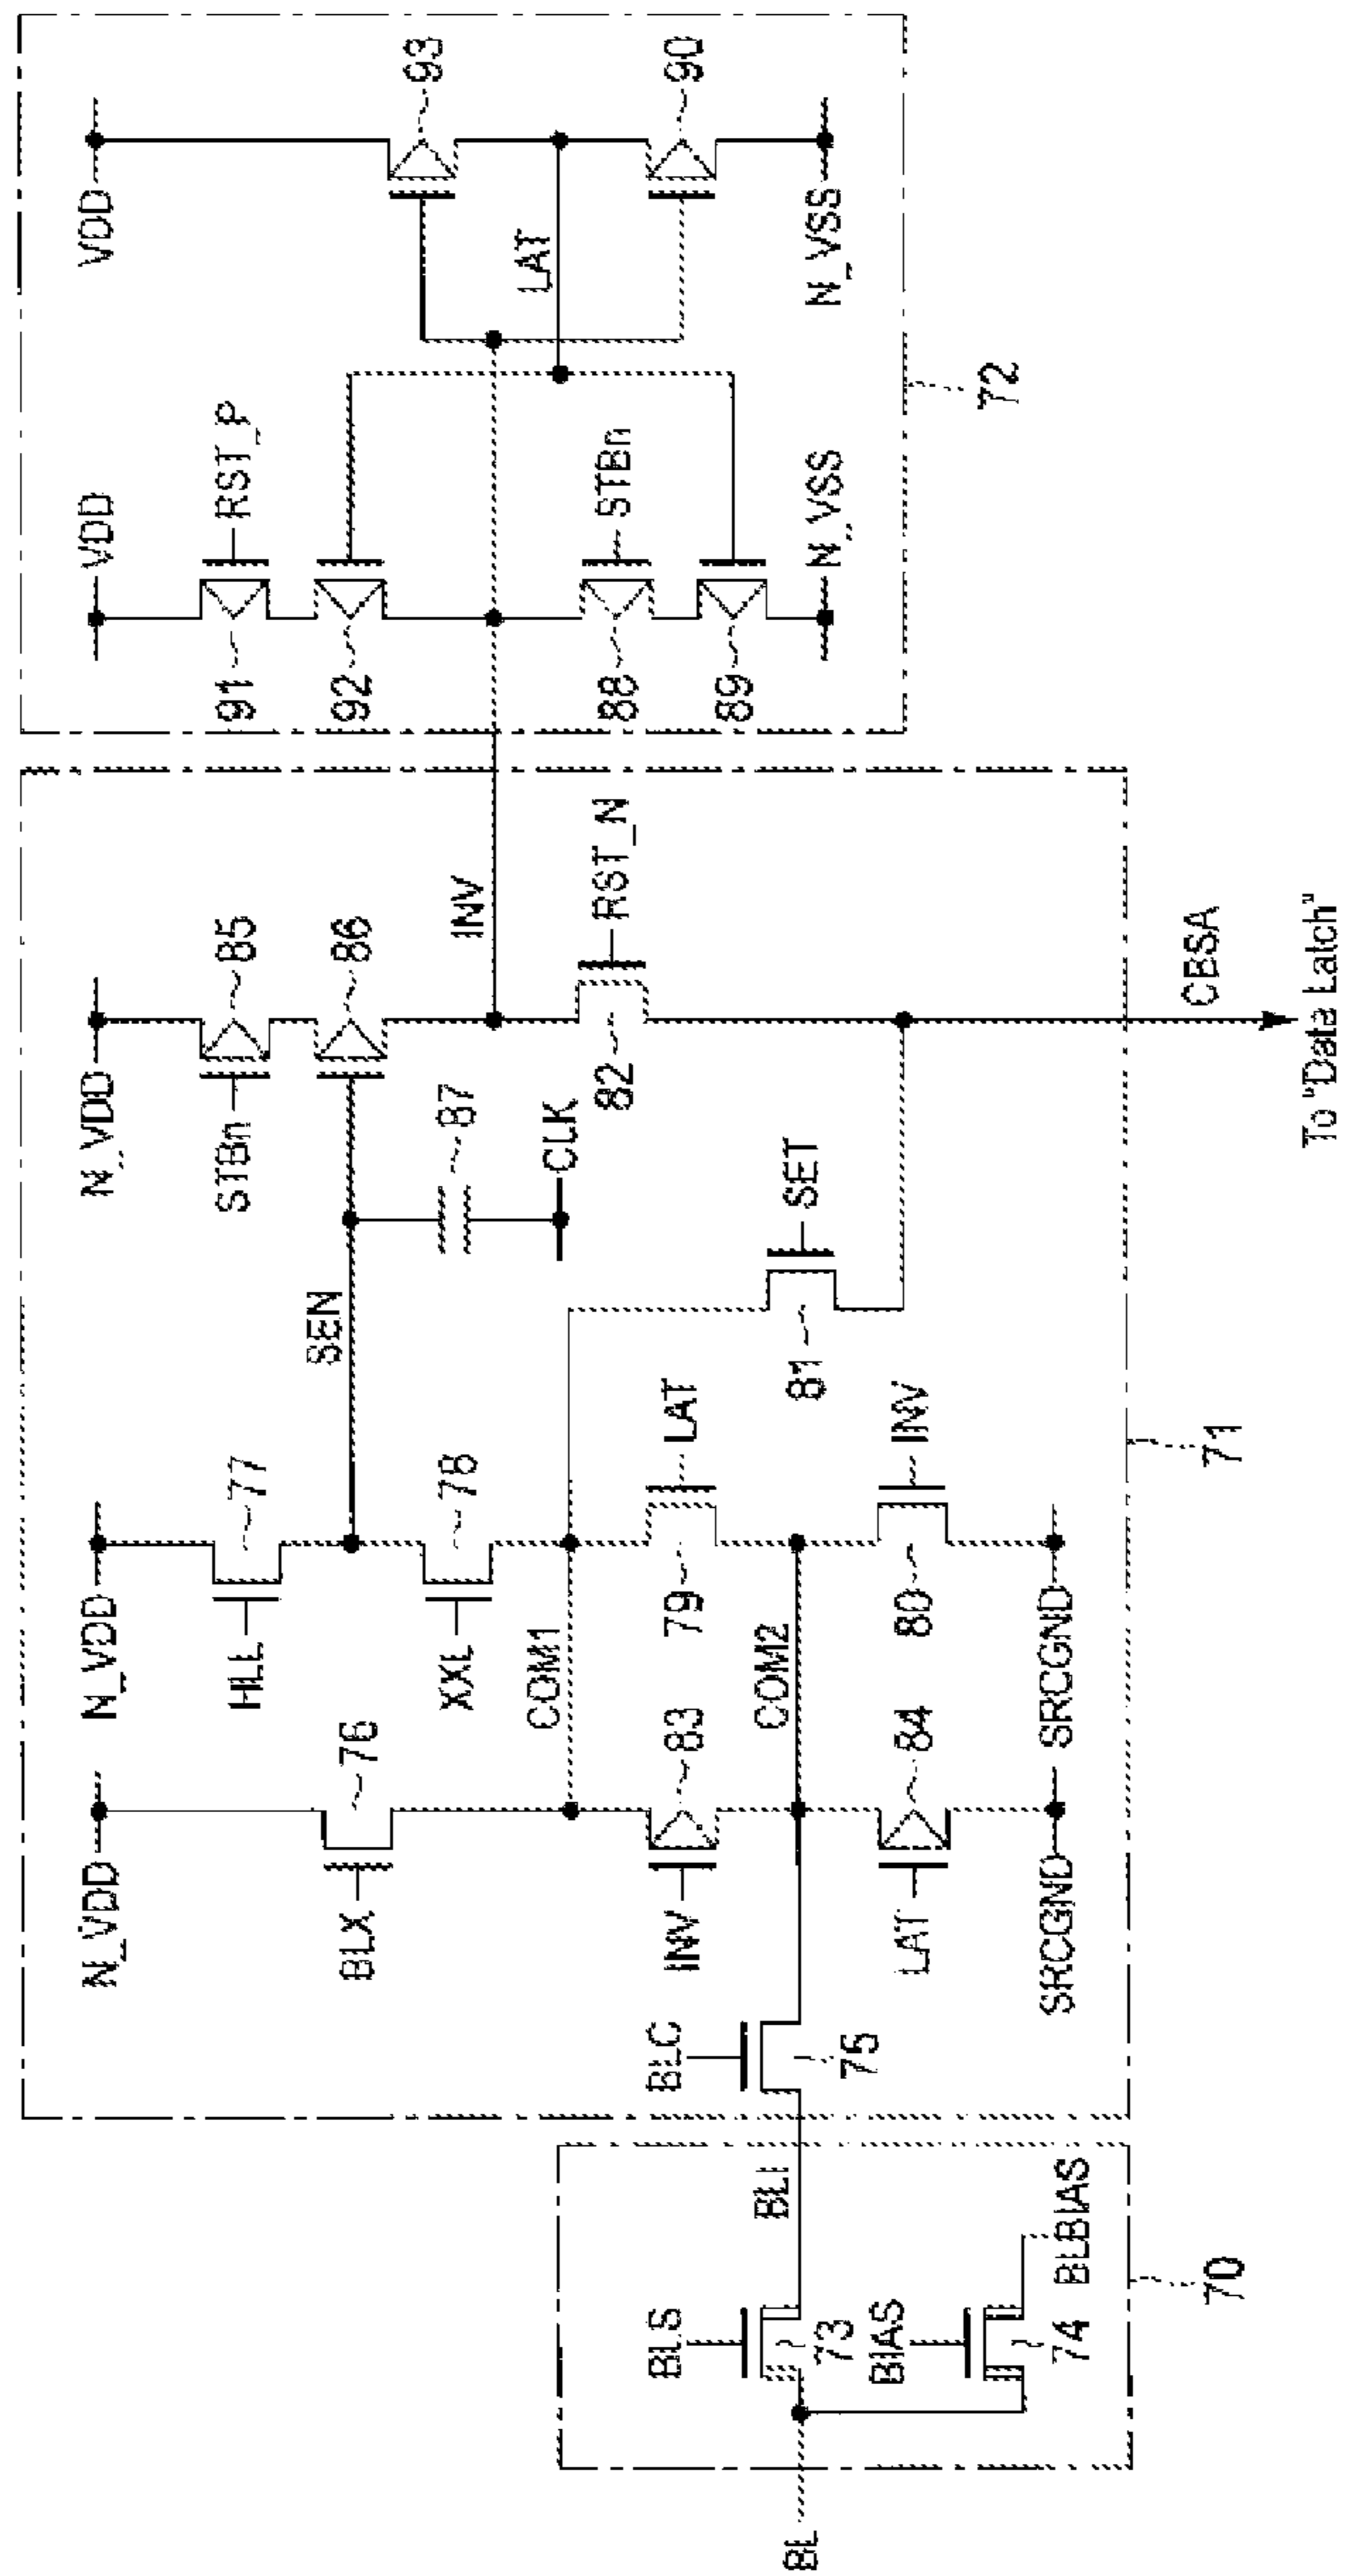 BL
BLS
73
BIAS
74
BLBIAS
BLI
70
N_VDD
N_VDD
N_VDD
BLX
76
HLL
77
XXL
78
SEN
STBn
85
86
87
CLK
COM1
INV
83
79
LAT
COM2
LAT
84
80
INV
SRCGND
SRCGND
BLC
75
81
SET
82
RST_N
INV
CBSA
To "Data Latch"
71
VDD
VDD
91
RST_P
92
88
STBn
89
N_VSS
LAT
93
90
N_VSS
72